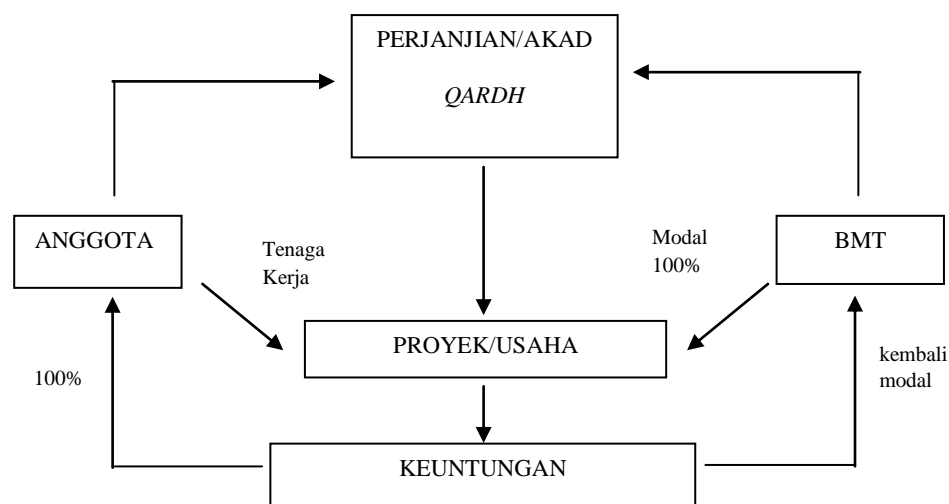 PERJANJIAN/AKAD
QARDH
ANGGOTA
Tenaga
Kerja
Modal
100%
BMT
PROYEK/USAHA
100%
kembali
modal
KEUNTUNGAN